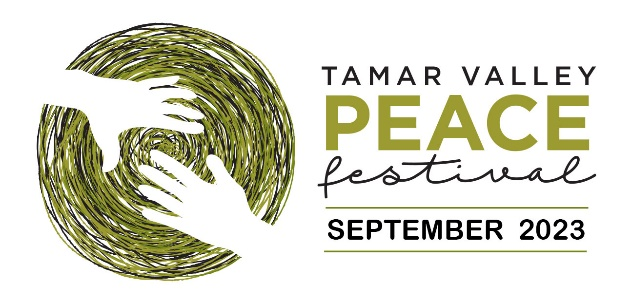 TAMAR VALLEY
PEACE
festival
SEPTEMBER 2023